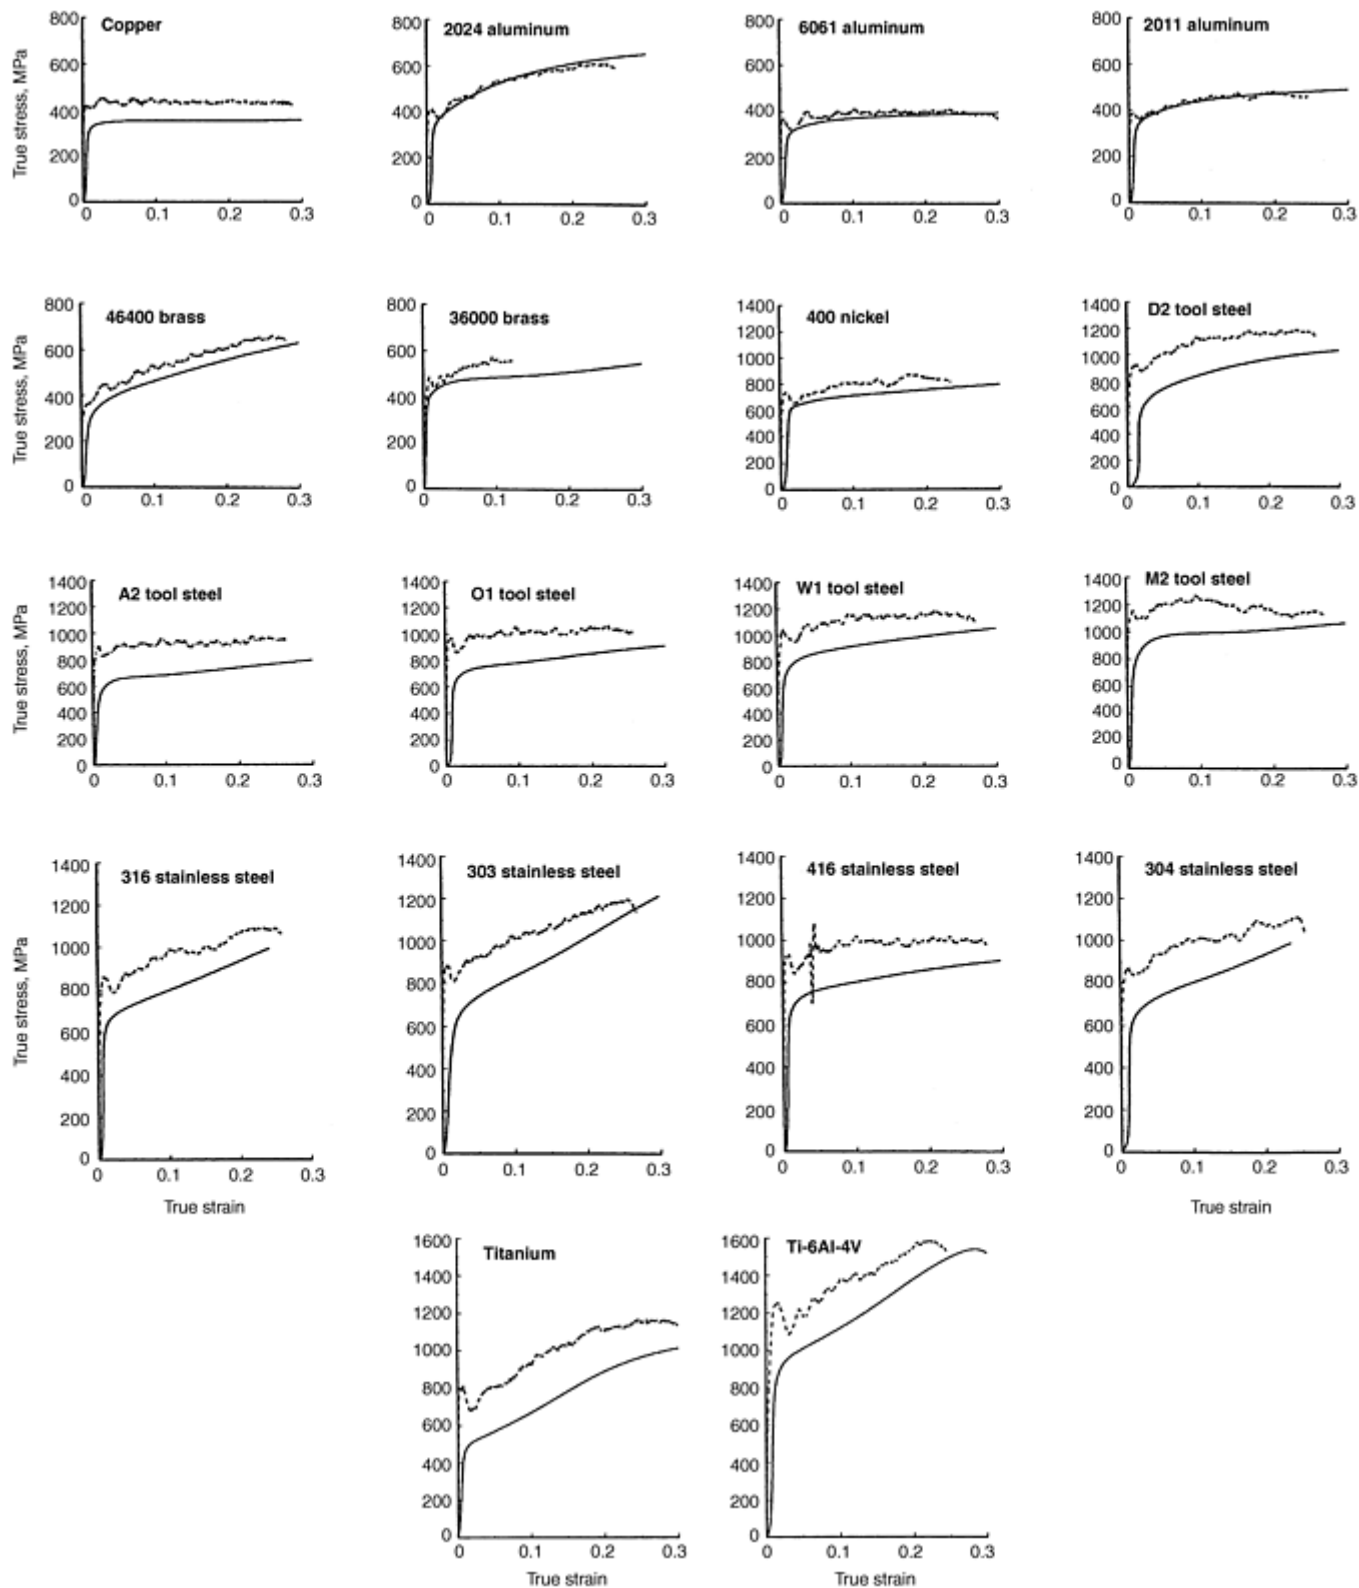 Copper
2024 aluminum
6061 aluminum
2011 aluminum
True stress, MPa
800
600
400
200
0
0 0.1 0.2 0.3
800
600
400
200
0
0 0.1 0.2 0.3
800
600
400
200
0
0 0.1 0.2 0.3
800
600
400
200
0
0 0.1 0.2 0.3
46400 brass
36000 brass
400 nickel
D2 tool steel
True stress, MPa
800
600
400
200
0
0 0.1 0.2 0.3
800
600
400
200
0
0 0.1 0.2 0.3
1400
1200
1000
800
600
400
200
0
0 0.1 0.2 0.3
1400
1200
1000
800
600
400
200
0
0 0.1 0.2 0.3
A2 tool steel
O1 tool steel
W1 tool steel
M2 tool steel
True stress, MPa
1400
1200
1000
800
600
400
200
0
0 0.1 0.2 0.3
1400
1200
1000
800
600
400
200
0
0 0.1 0.2 0.3
1400
1200
1000
800
600
400
200
0
0 0.1 0.2 0.3
1400
1200
1000
800
600
400
200
0
0 0.1 0.2 0.3
316 stainless steel
303 stainless steel
416 stainless steel
304 stainless steel
True stress, MPa
1400
1200
1000
800
600
400
200
0
0 0.1 0.2 0.3
True strain
1400
1200
1000
800
600
400
200
0
0 0.1 0.2 0.3
1400
1200
1000
800
600
400
200
0
0 0.1 0.2 0.3
1400
1200
1000
800
600
400
200
0
0 0.1 0.2 0.3
True strain
Titanium
Ti-6Al-4V
1600
1400
1200
1000
800
600
400
200
0
0 0.1 0.2 0.3
True strain
1600
1400
1200
1000
800
600
400
200
0
0 0.1 0.2 0.3
True strain